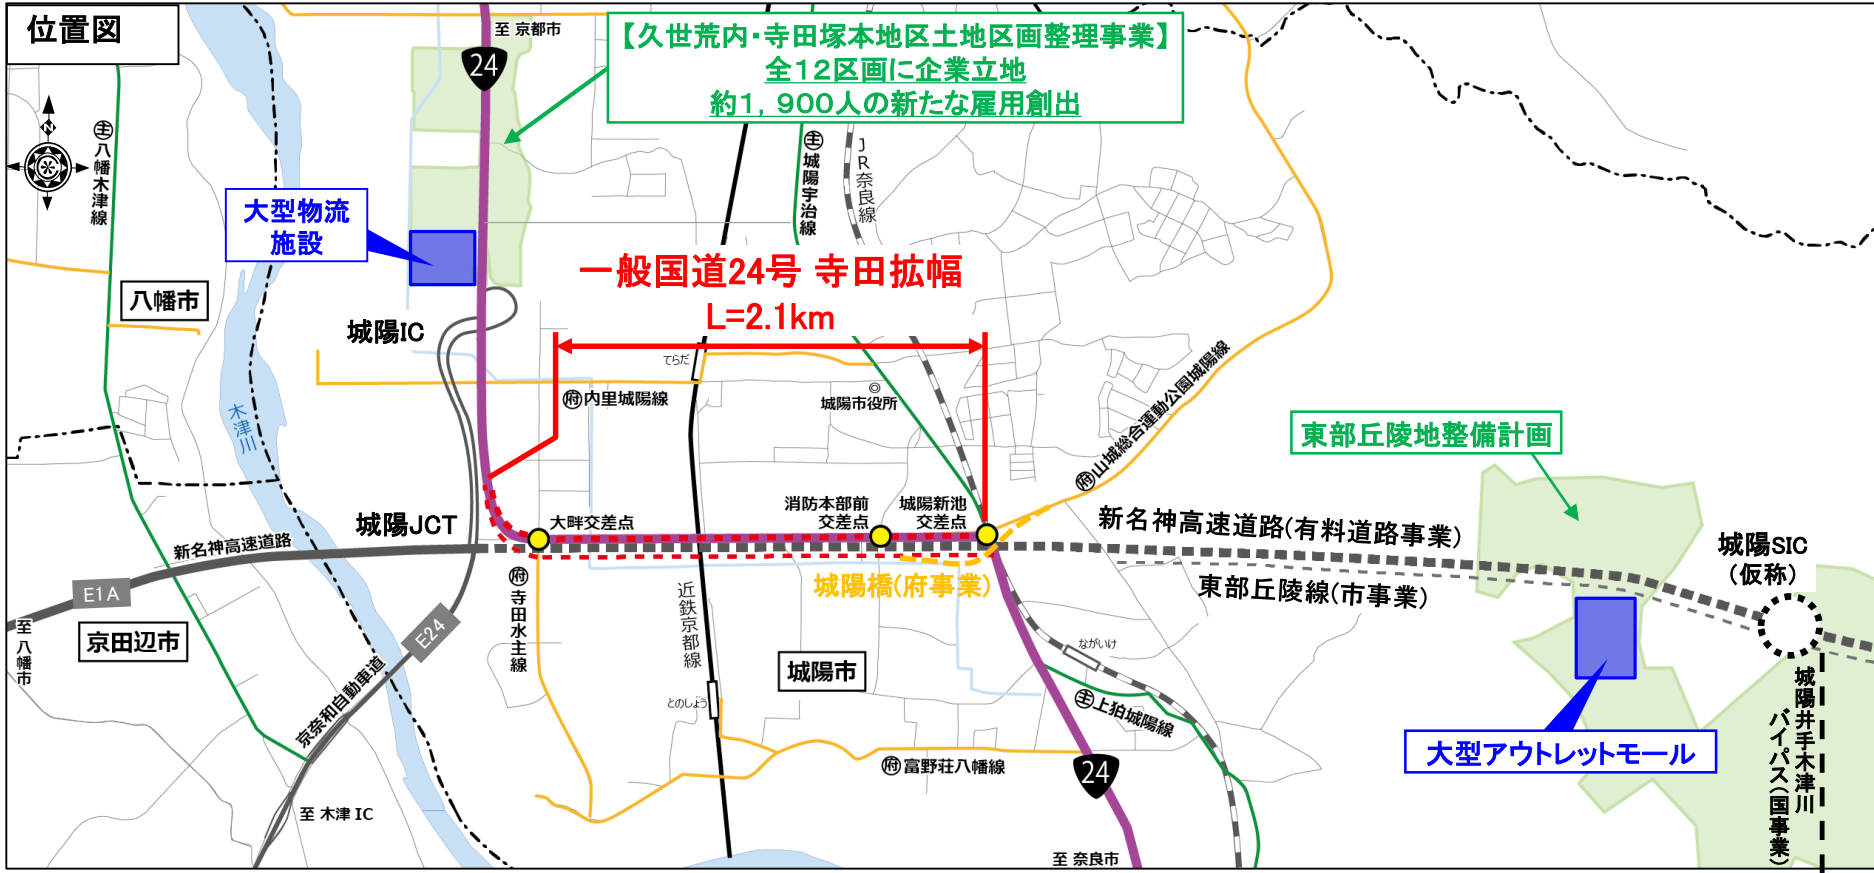 位置図
至 京都市
24
【久世荒内・寺田塚本地区土地区画整理事業】
全12区画に企業立地
約1,900人の新たな雇用創出
N
主八幡木津線
主城陽宇治線
JR奈良線
大型物流
施設
八幡市
城陽IC
一般国道24号 寺田拡幅
L=2.1km
てらだ
府内里城陽線
城陽市役所
府山城総合運動公園城陽線
木津川
東部丘陵地整備計画
城陽JCT
大畔交差点
消防本部前
交差点
城陽新池
交差点
新名神高速道路
新名神高速道路(有料道路事業)
城陽SIC
(仮称)
東部丘陵線(市事業)
城陽橋(府事業)
E1A
E24
至 八幡市
京田辺市
府寺田水主線
近鉄京都線
城陽市
ながいけ
とのしょう
主上狛城陽線
京奈和自動車道
府富野荘八幡線
24
大型アウトレットモール
城陽井手木津川
バイパス(国事業)
至 木津 IC
至 奈良市